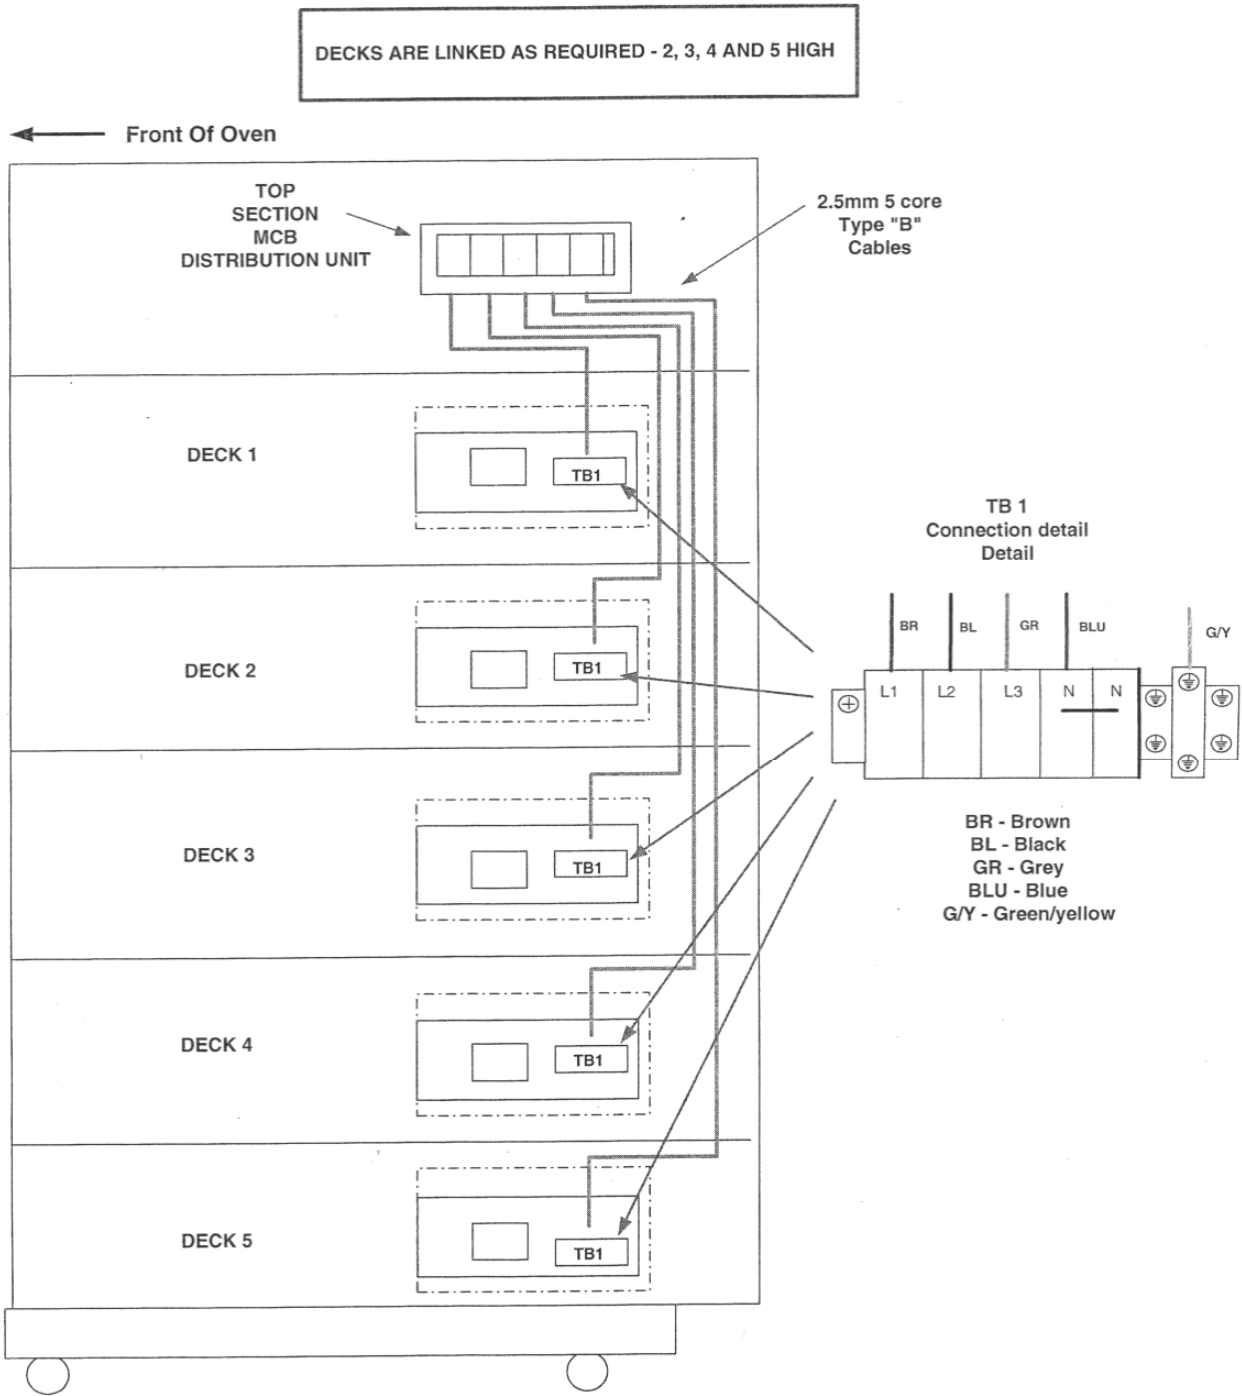 DECKS ARE LINKED AS REQUIRED - 2, 3, 4 AND 5 HIGH
Front Of Oven
TOP
SECTION
MCB
DISTRIBUTION UNIT
2.5mm 5 core
Type "B"
Cables
DECK 1
TB1
DECK 2
TB1
DECK 3
TB1
DECK 4
TB1
DECK 5
TB1
TB 1
Connection detail
Detail
BR
BL
GR
BLU
G/Y
L1
L2
L3
N
N
BR - Brown
BL - Black
GR - Grey
BLU - Blue
G/Y - Green/yellow